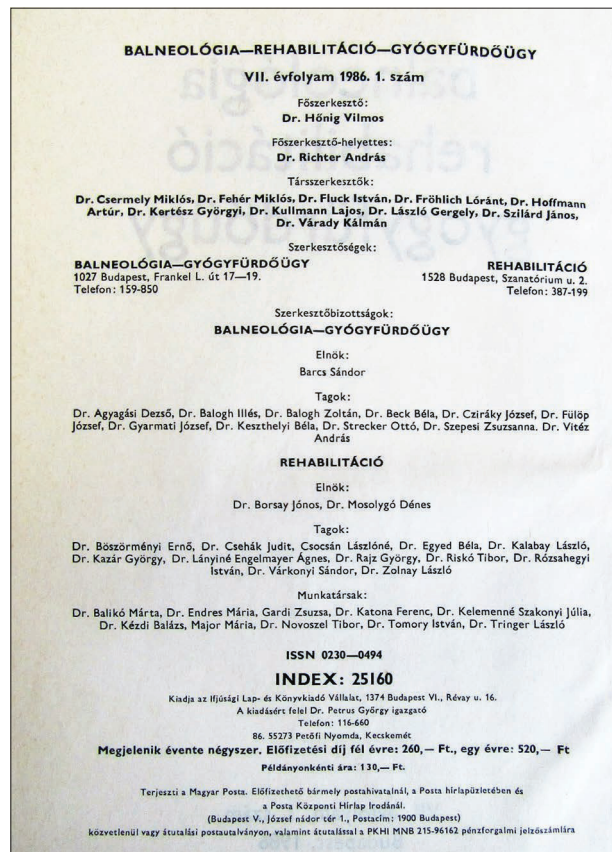 BALNEOLÓGIA—REHABILITÁCIÓ—GYÓGYFÜRDŐÜGY
VII. évfolyam 1986. 1. szám
Főszerkesztő:
Dr. Hőnig Vilmos
Főszerkesztő-helyettes:
Dr. Richter András
Társszerkesztők:
Dr. Csermely Miklós, Dr. Fehér Miklós, Dr. Fluck István, Dr. Fröhlich Lóránt, Dr. Hoffmann
Artúr, Dr. Kertész Györgyi, Dr. Kullmann Lajos, Dr. László Gergely, Dr. Szilárd János,
Dr. Várady Kálmán
Szerkesztőségek:
BALNEOLÓGIA—GYÓGYFÜRDŐÜGY
1027 Budapest, Frankel L. út 17—19.
Telefon: 159-850
REHABILITÁCIÓ
1528 Budapest, Szanatórium u. 2.
Telefon: 387-199
Szerkesztőbizottságok:
BALNEOLÓGIA—GYÓGYFÜRDŐÜGY
Elnök:
Barcs Sándor
Tagok:
Dr. Agyagási Dezső, Dr. Balogh Illés, Dr. Balogh Zoltán, Dr. Beck Béla, Dr. Cziráky József, Dr. Fülöp
József, Dr. Gyarmati József, Dr. Keszthelyi Béla, Dr. Strecker Ottó, Dr. Szepesi Zsuzsanna. Dr. Vitéz
András
REHABILITÁCIÓ
Elnök:
Dr. Borsay Jónos, Dr. Mosolygó Dénes
Tagok:
Dr. Böszörményi Ernő, Dr. Csehák Judit, Csocsán Lászlóné, Dr. Egyed Béla, Dr. Kalabay László,
Dr. Kazár György, Dr. Lányiné Engelmayer Ágnes, Dr. Rajz György, Dr. Riskó Tibor, Dr. Rózsahegyi
István, Dr. Várkonyi Sándor, Dr. Zolnay László
Munkatársak:
Dr. Balikó Márta, Dr. Endres Mária, Gardi Zsuzsa, Dr. Katona Ferenc, Dr. Kelemenné Szakonyi Júlia,
Dr. Kézdi Balázs, Major Mária, Dr. Novoszel Tibor, Dr. Tomory István, Dr. Tringer László
ISSN 0230—0494
INDEX: 25160
Kiadja az Ifjúsági Lap- és Könyvkiadó Vállalat, 1374 Budapest VI., Révay u. 16.
A kiadásért felel Dr. Petrus György igazgató
Telefon: 116-660
86. 55273 Petőfi Nyomda, Kecskemét
Megjelenik évente négyszer. Előfizetési díj fél évre: 260,— Ft., egy évre: 520,— Ft
Példányonkénti ára: 130,— Ft.
Terjeszti a Magyar Posta. Előfizethető bármely postahivatalnál, a Posta hírlapüzletében és
a Posta Központi Hírlap Irodánál.
(Budapest V., József nádor tér 1., Postacím: 1900 Budapest)
közvetlenül vagy átutalási postautalványon, valamint átutalással a PKHI MNB 215-96162 pénzforgalmi jelzőszámlára